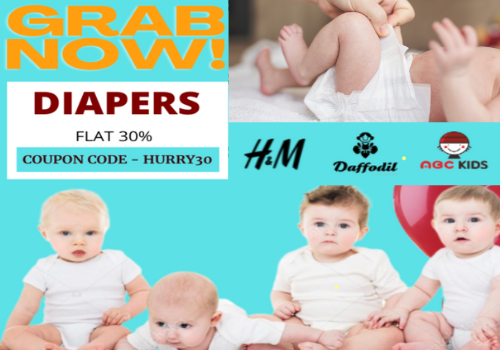 GRAB
NOW!
DIAPERS
FLAT 30%
COUPON CODE - HURRY30
H&M
Daffodil
ABC KIDS